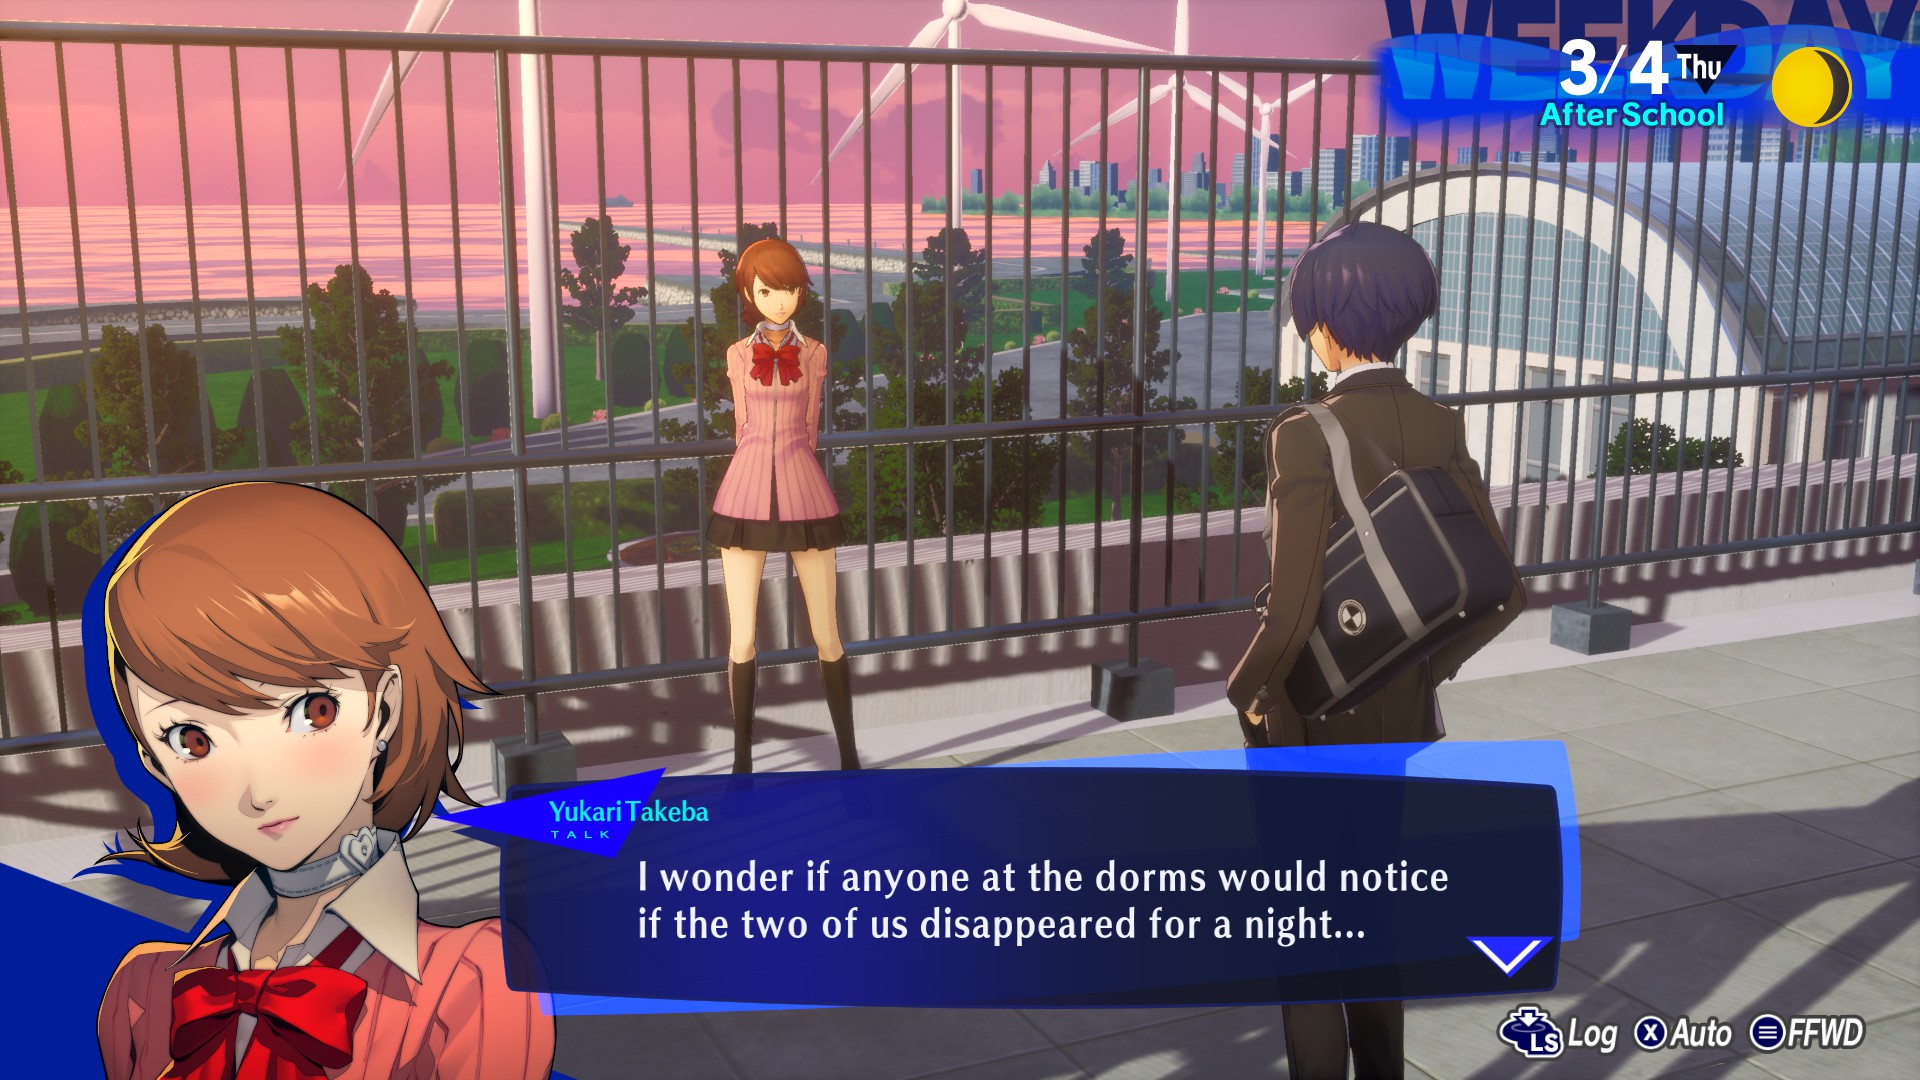 WEEKDAY
3/4 Thu
After School
Yukari Takeba
TALK
I wonder if anyone at the dorms would notice
if the two of us disappeared for a night...
LS Log X Auto FFWD